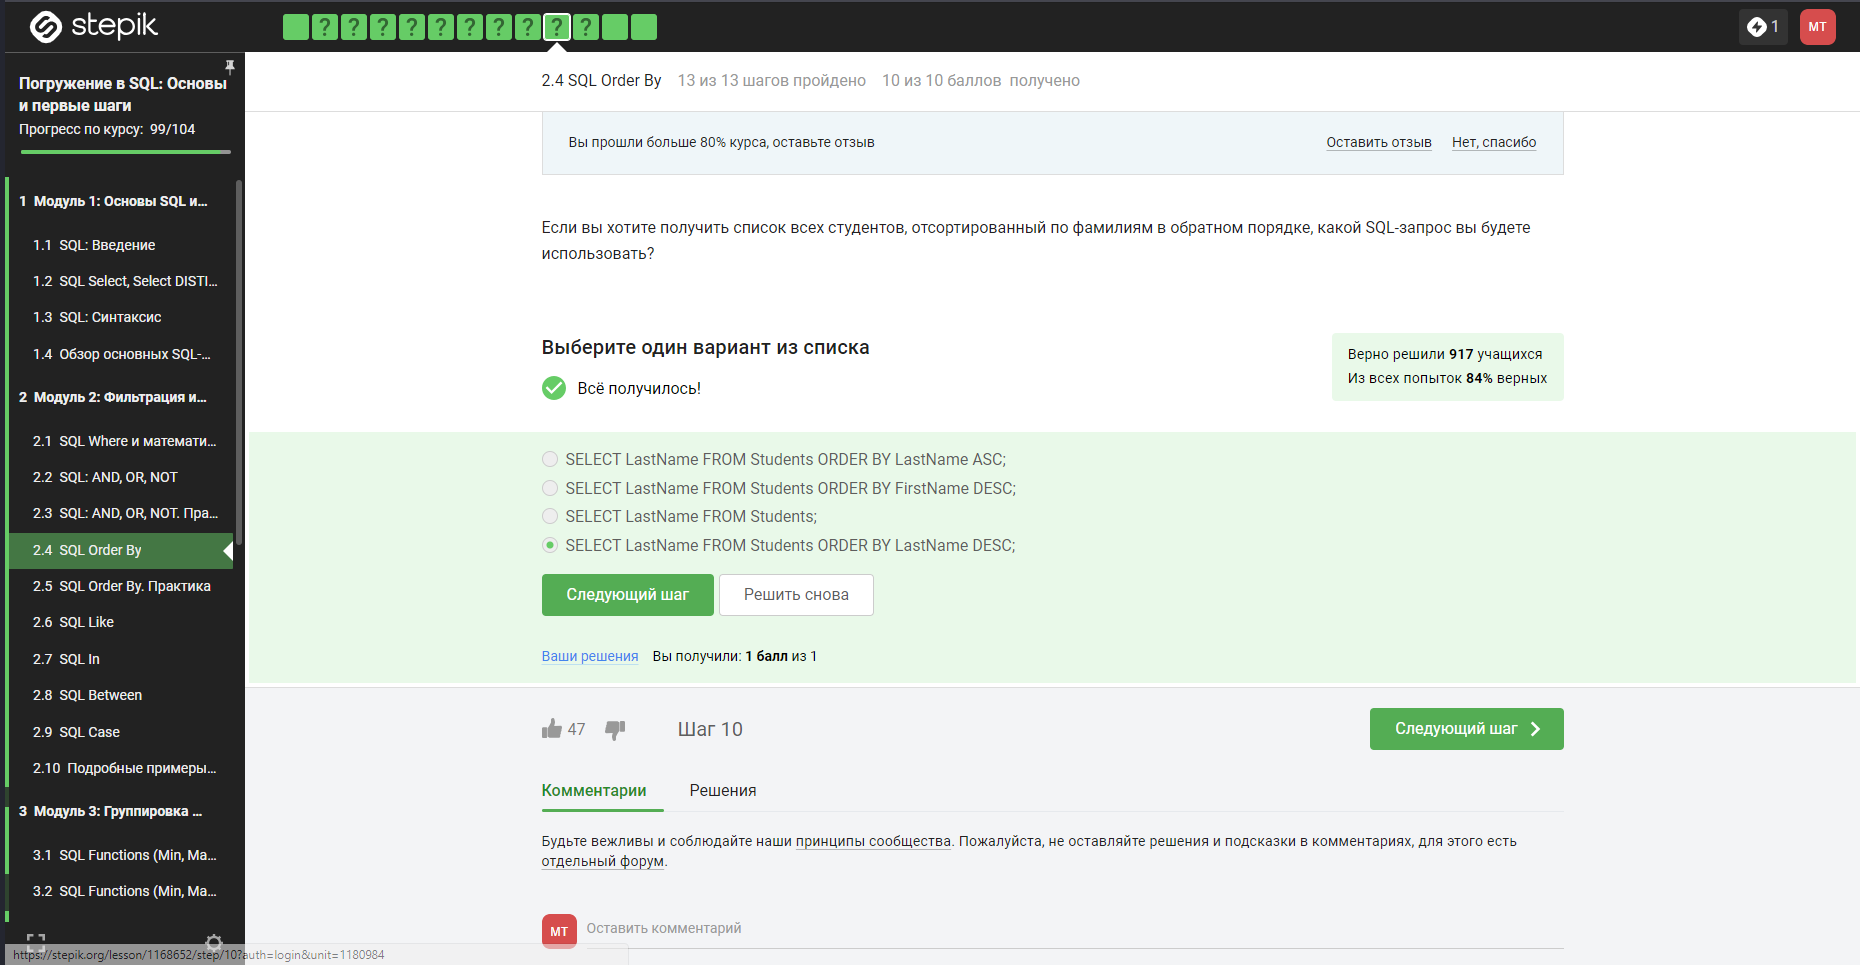 stepik
? ? ? ? ? ? ? ? ? ?
1
MT
Погружение в SQL: Основы
и первые шаги
Прогресс по курсу: 99/104
1 Модуль 1: Основы SQL и...
1.1 SQL: Введение
1.2 SQL Select, Select DISTI...
1.3 SQL: Синтаксис
1.4 Обзор основных SQL-...
2 Модуль 2: Фильтрация и...
2.1 SQL Where и математи...
2.2 SQL: AND, OR, NOT
2.3 SQL: AND, OR, NOT. Пра...
2.4 SQL Order By
2.5 SQL Order By. Практика
2.6 SQL Like
2.7 SQL In
2.8 SQL Between
2.9 SQL Case
2.10 Подробные примеры...
3 Модуль 3: Группировка ...
3.1 SQL Functions (Min, Ma...
3.2 SQL Functions (Min, Ma...
https://stepik.org/lesson/1168652/step/10?auth=login&unit=1180984
2.4 SQL Order By 13 из 13 шагов пройдено 10 из 10 баллов получено
Вы прошли больше 80% курса, оставьте отзыв
Оставить отзыв Нет, спасибо
Если вы хотите получить список всех студентов, отсортированный по фамилиям в обратном порядке, какой SQL-запрос вы будете
использовать?
Выберите один вариант из списка
Всё получилось!
Верно решили 917 учащихся
Из всех попыток 84% верных
SELECT LastName FROM Students ORDER BY LastName ASC;
SELECT LastName FROM Students ORDER BY FirstName DESC;
SELECT LastName FROM Students;
SELECT LastName FROM Students ORDER BY LastName DESC;
Следующий шаг Решить снова
Ваши решения Вы получили: 1 балл из 1
47 Шаг 10
Следующий шаг
Комментарии Решения
Будьте вежливы и соблюдайте наши принципы сообщества. Пожалуйста, не оставляйте решения и подсказки в комментариях, для этого есть
отдельный форум.
MT Оставить комментарий